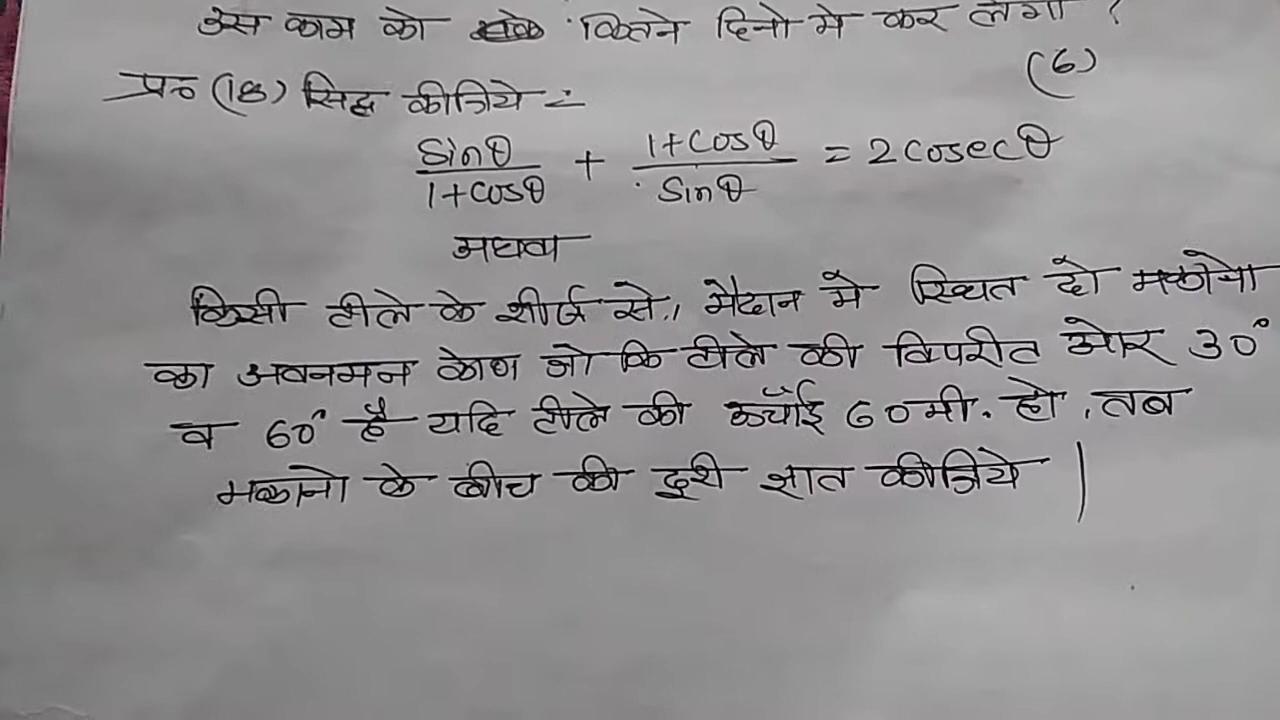 उस काम को कितने दिनो मे कर लेगा ?
(6)
प्र० (18) सिद्ध कीजिये :-
sinθ/1+cosθ + 1+cosθ/sinθ = 2cosecθ
अथवा
किसी टीले के शीर्ष से, मैदान मे स्थित दो मकानो
का अवनमन कोण जो कि टीले की विपरीत ओर 30°
व 60° है यदि टीले की ऊचाँई 60 मी. हो, तब
मकानो के बीच की दूरी ज्ञात कीजिये |